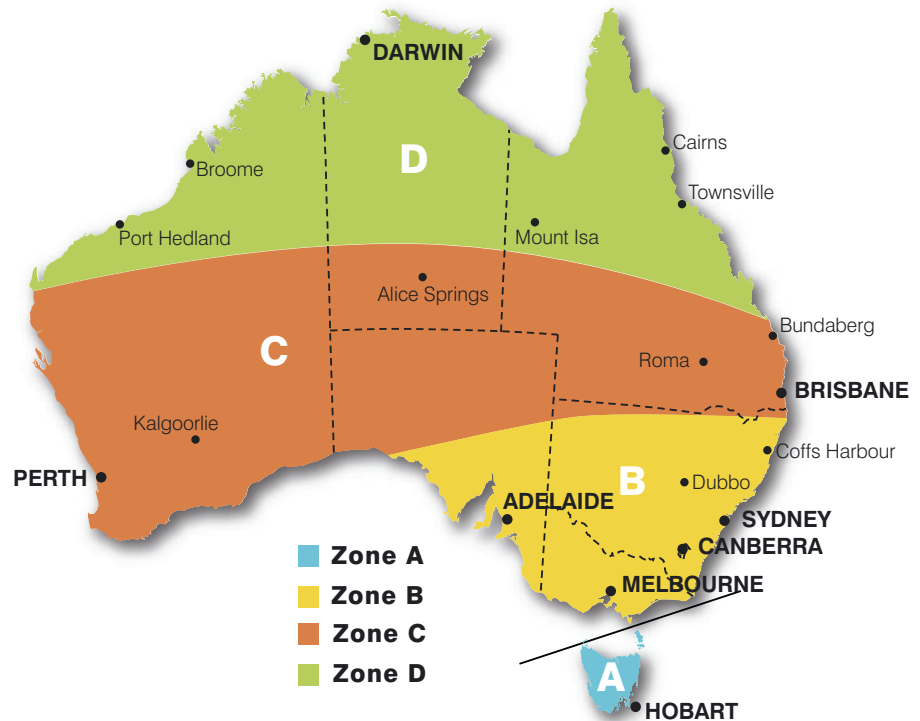 DARWIN
Cairns
D
Broome
Townsville
Port Hedland
Mount Isa
Alice Springs
Bundaberg
C
Roma
BRISBANE
Kalgoorlie
Coffs Harbour
PERTH
B
Dubbo
ADELAIDE
SYDNEY
CANBERRA
Zone A
MELBOURNE
Zone B
Zone C
Zone D
A
HOBART